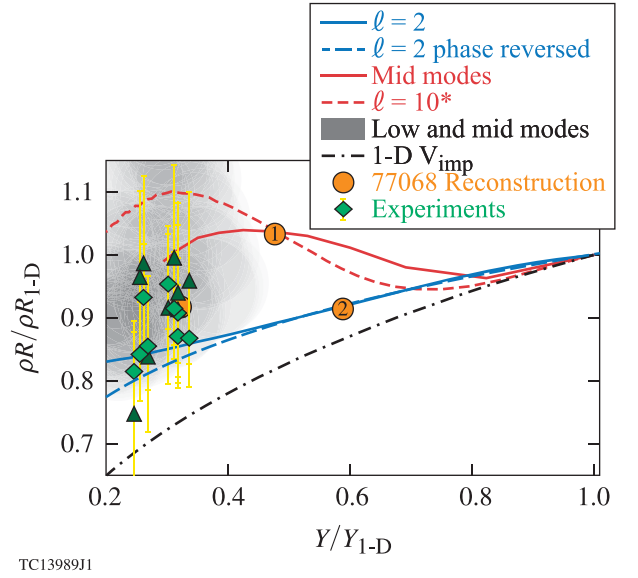 ℓ = 2
ℓ = 2 phase reversed
Mid modes
ℓ = 10*
Low and mid modes
1-D V_imp
77068 Reconstruction
Experiments
1.1
1.0
0.9
0.8
0.7
ρR/ρR_1-D
1
2
0.2
0.4
0.6
0.8
1.0
Y/Y_1-D
TC13989J1